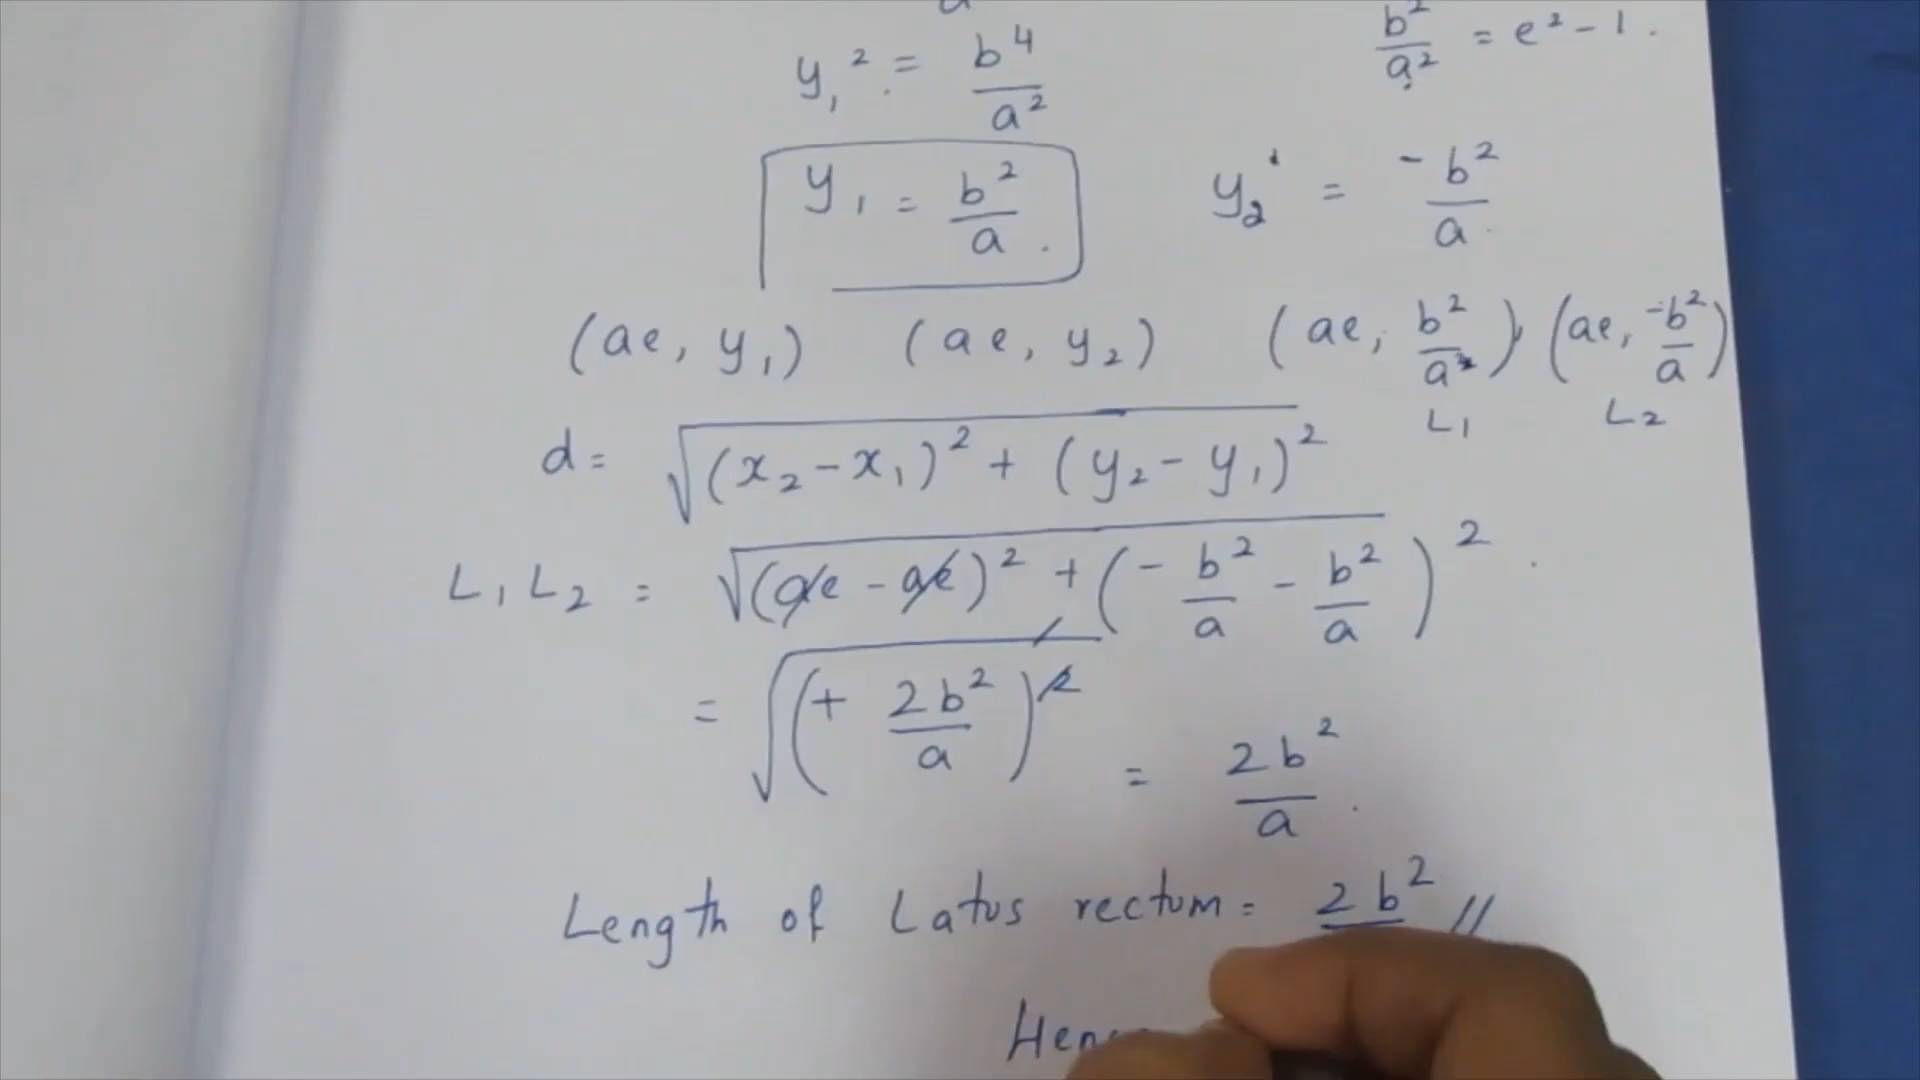 y₁² = b⁴/a²
b²/a² = e² - 1.
y₁ = b²/a.
y₂ = -b²/a.
(ae, y₁) (ae, y₂) (ae, b²/a), (ae, -b²/a)
L₁ L₂
d = √(x₂ - x₁)² + (y₂ - y₁)²
L₁L₂ = √(ae - ae)² + (-b²/a - b²/a)².
= √(+ 2b²/a)² = 2b²/a.
Length of Latus rectum = 2b² //